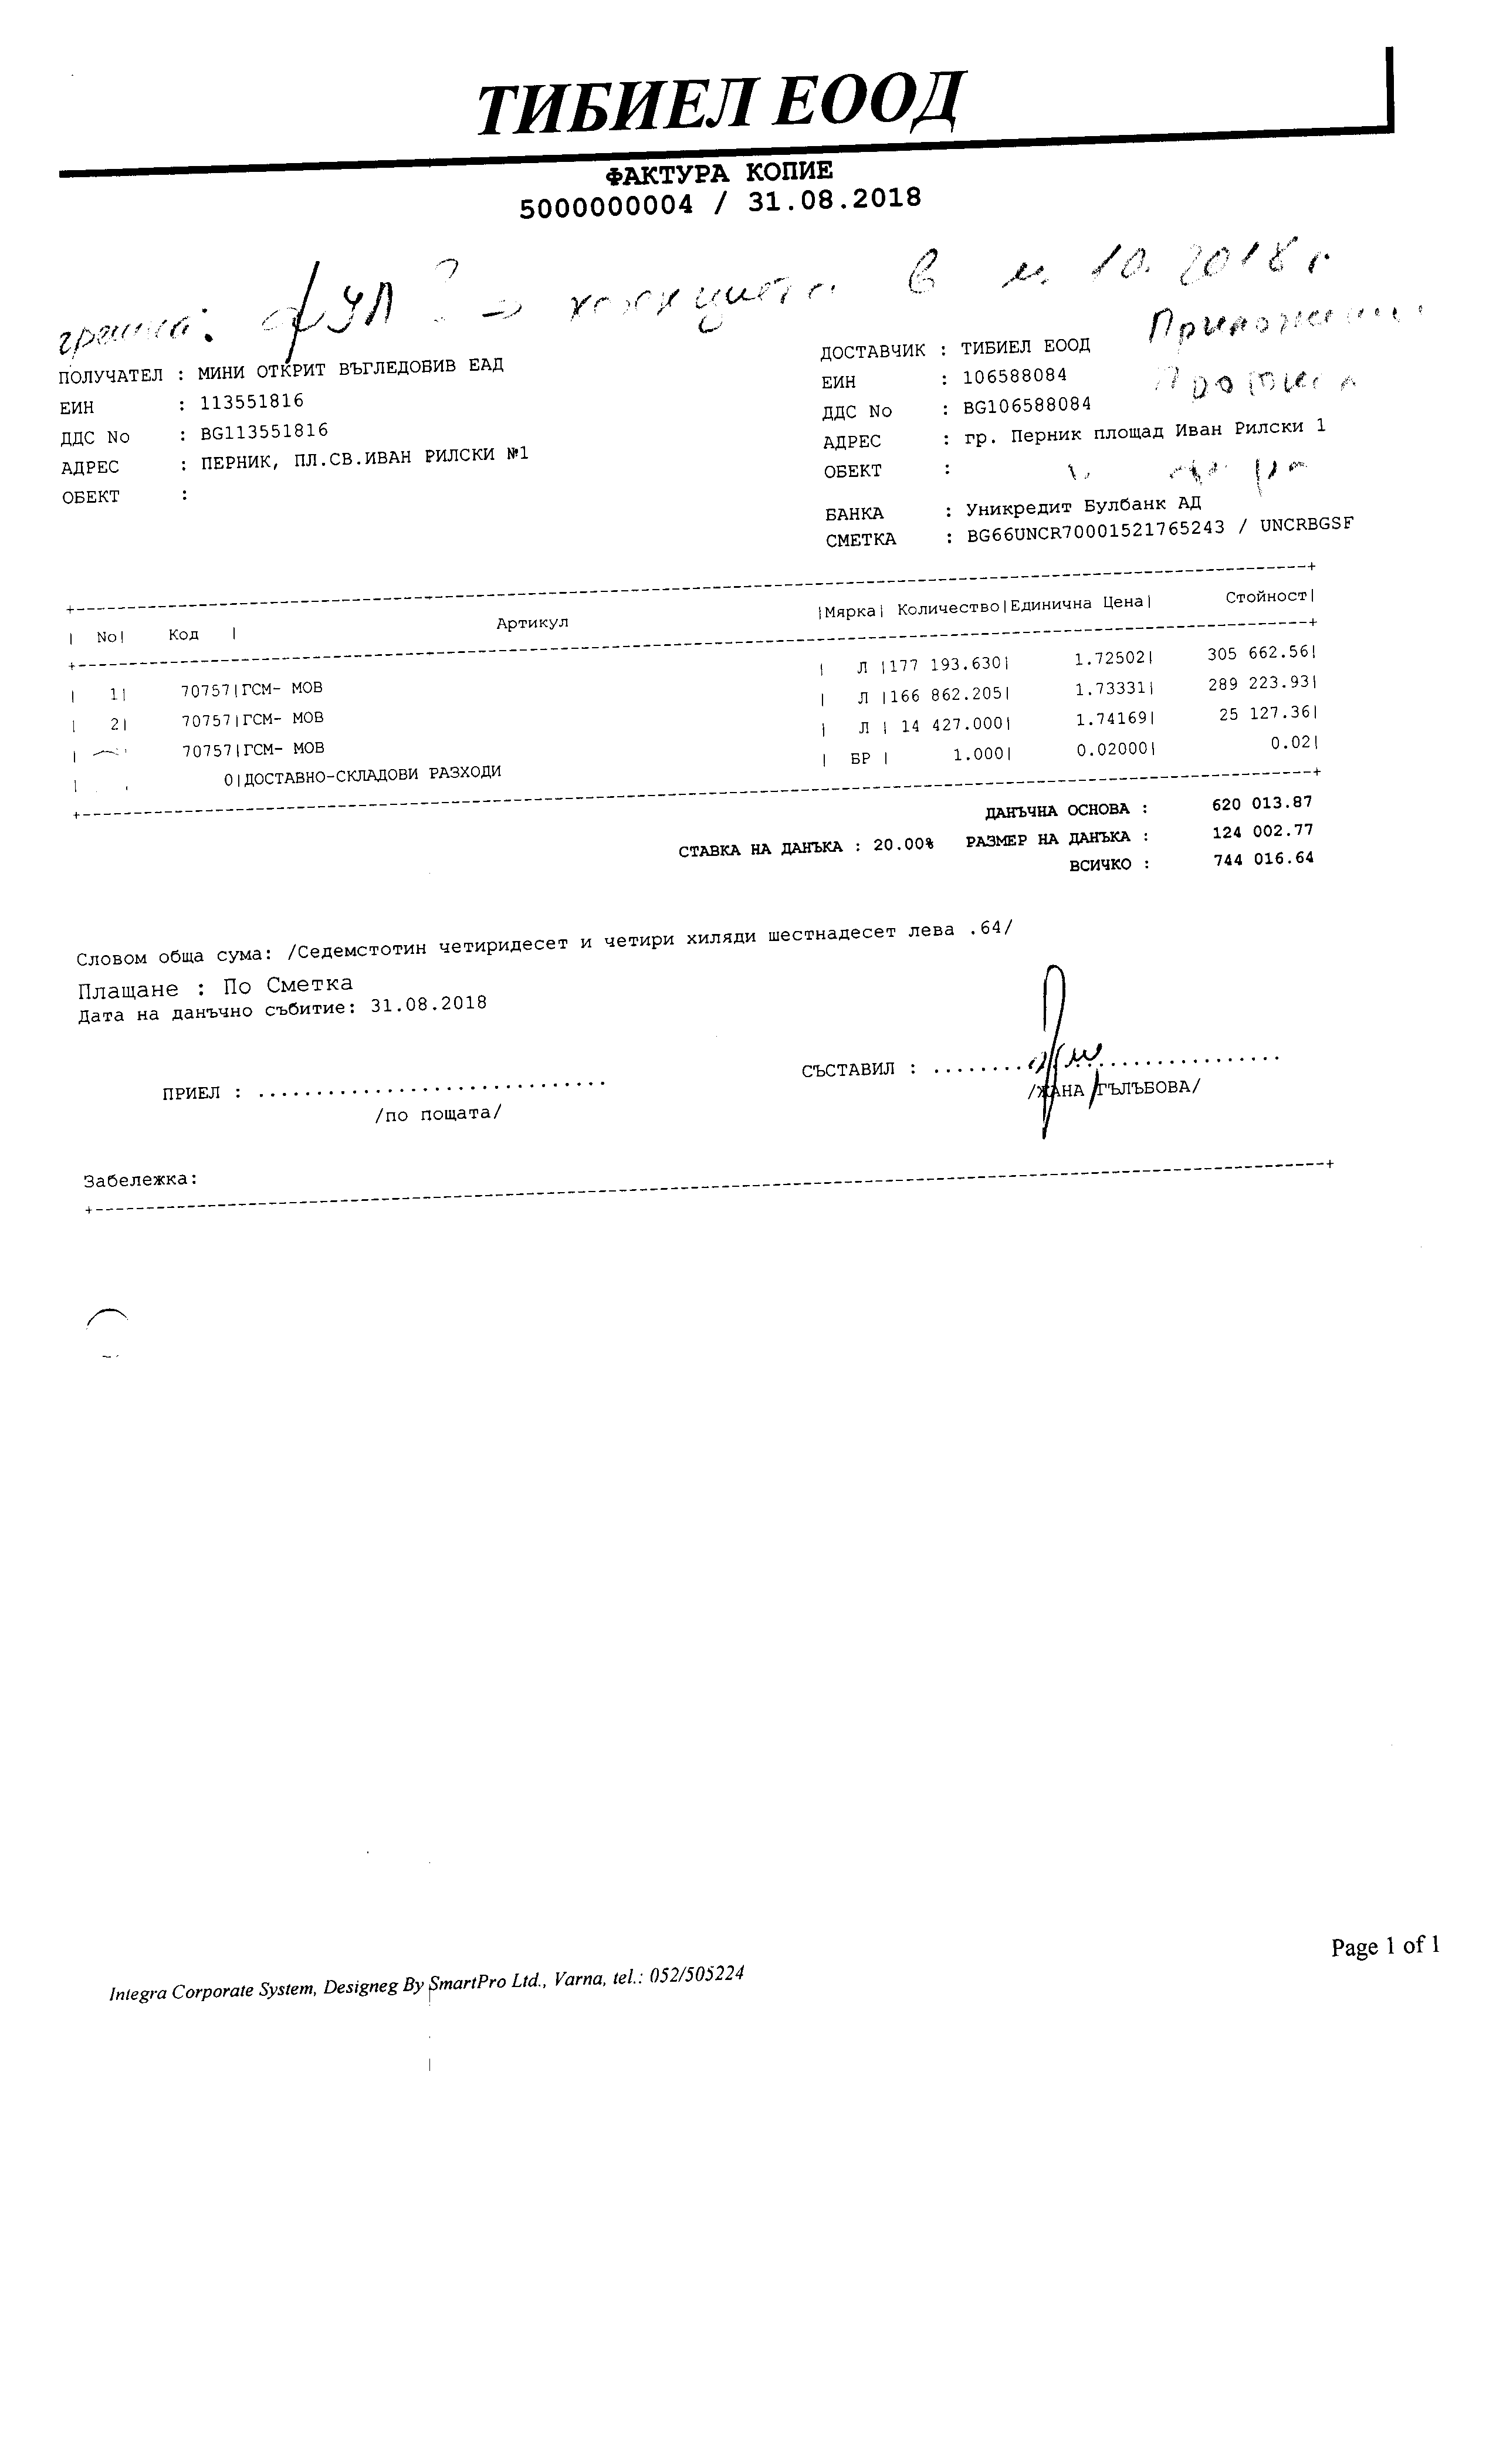 ТИБИЕЛ ЕООД
ФАКТУРА КОПИЕ
5000000004 / 31.08.2018
грешка: ФУЛ ? → в м. 10. 2018 г.
ПОЛУЧАТЕЛ : МИНИ ОТКРИТ ВЪГЛЕДОБИВ ЕАД
ЕИН : 113551816
ДДС No : BG113551816
АДРЕС : ПЕРНИК, ПЛ.СВ.ИВАН РИЛСКИ №1
ОБЕКТ :
ДОСТАВЧИК : ТИБИЕЛ ЕООД
ЕИН : 106588084
ДДС No : BG106588084
АДРЕС : гр. Перник площад Иван Рилски 1
ОБЕКТ :
БАНКА : Уникредит Булбанк АД
СМЕТКА : BG66UNCR70001521765243 / UNCRBGSF
| No| Код | Артикул |Мярка| Количество|Единична Цена| Стойност|
| 1| 70757|ГСМ- МОВ | Л |177 193.630| 1.72502| 305 662.56|
| 2| 70757|ГСМ- МОВ | Л |166 862.205| 1.73331| 289 223.93|
| 70757|ГСМ- МОВ | Л | 14 427.000| 1.74169| 25 127.36|
| 0|ДОСТАВНО-СКЛАДОВИ РАЗХОДИ | БР | 1.000| 0.02000| 0.02|
ДАНЪЧНА ОСНОВА : 620 013.87
СТАВКА НА ДАНЪКА : 20.00% РАЗМЕР НА ДАНЪКА : 124 002.77
ВСИЧКО : 744 016.64
Словом обща сума: /Седемстотин четиридесет и четири хиляди шестнадесет лева .64/
Плащане : По Сметка
Дата на данъчно събитие: 31.08.2018
ПРИЕЛ : ..............................
/по пощата/
СЪСТАВИЛ : ..............................
/ЖАНА ГЪЛЪБОВА/
Забележка:
Integra Corporate System, Designeg By SmartPro Ltd., Varna, tel.: 052/505224
Page 1 of 1